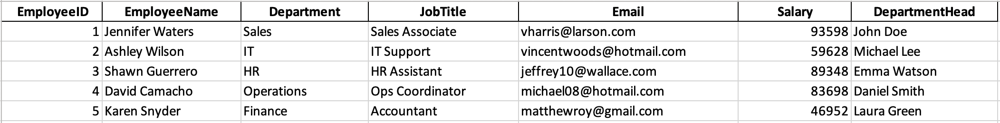 EmployeeID EmployeeName Department JobTitle Email Salary DepartmentHead
1 Jennifer Waters Sales Sales Associate vharris@larson.com 93598 John Doe
2 Ashley Wilson IT IT Support vincentwoods@hotmail.com 59628 Michael Lee
3 Shawn Guerrero HR HR Assistant jeffrey10@wallace.com 89348 Emma Watson
4 David Camacho Operations Ops Coordinator michael08@hotmail.com 83698 Daniel Smith
5 Karen Snyder Finance Accountant matthewroy@gmail.com 46952 Laura Green